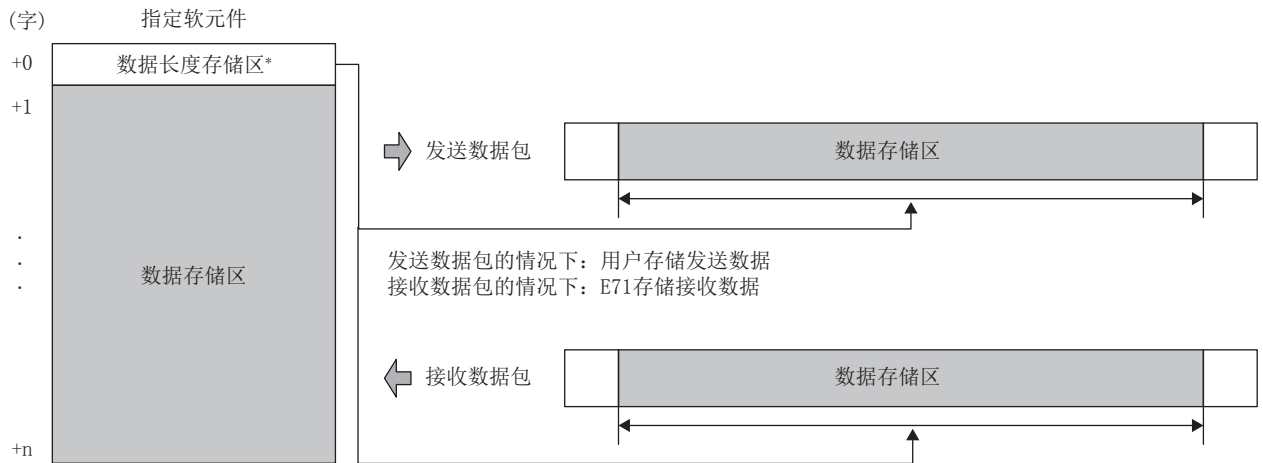 (字) 指定软元件
+0 数据长度存储区*
+1
发送数据包 数据存储区
.
.
.
数据存储区
发送数据包的情况下：用户存储发送数据
接收数据包的情况下：E71存储接收数据
接收数据包 数据存储区
+n